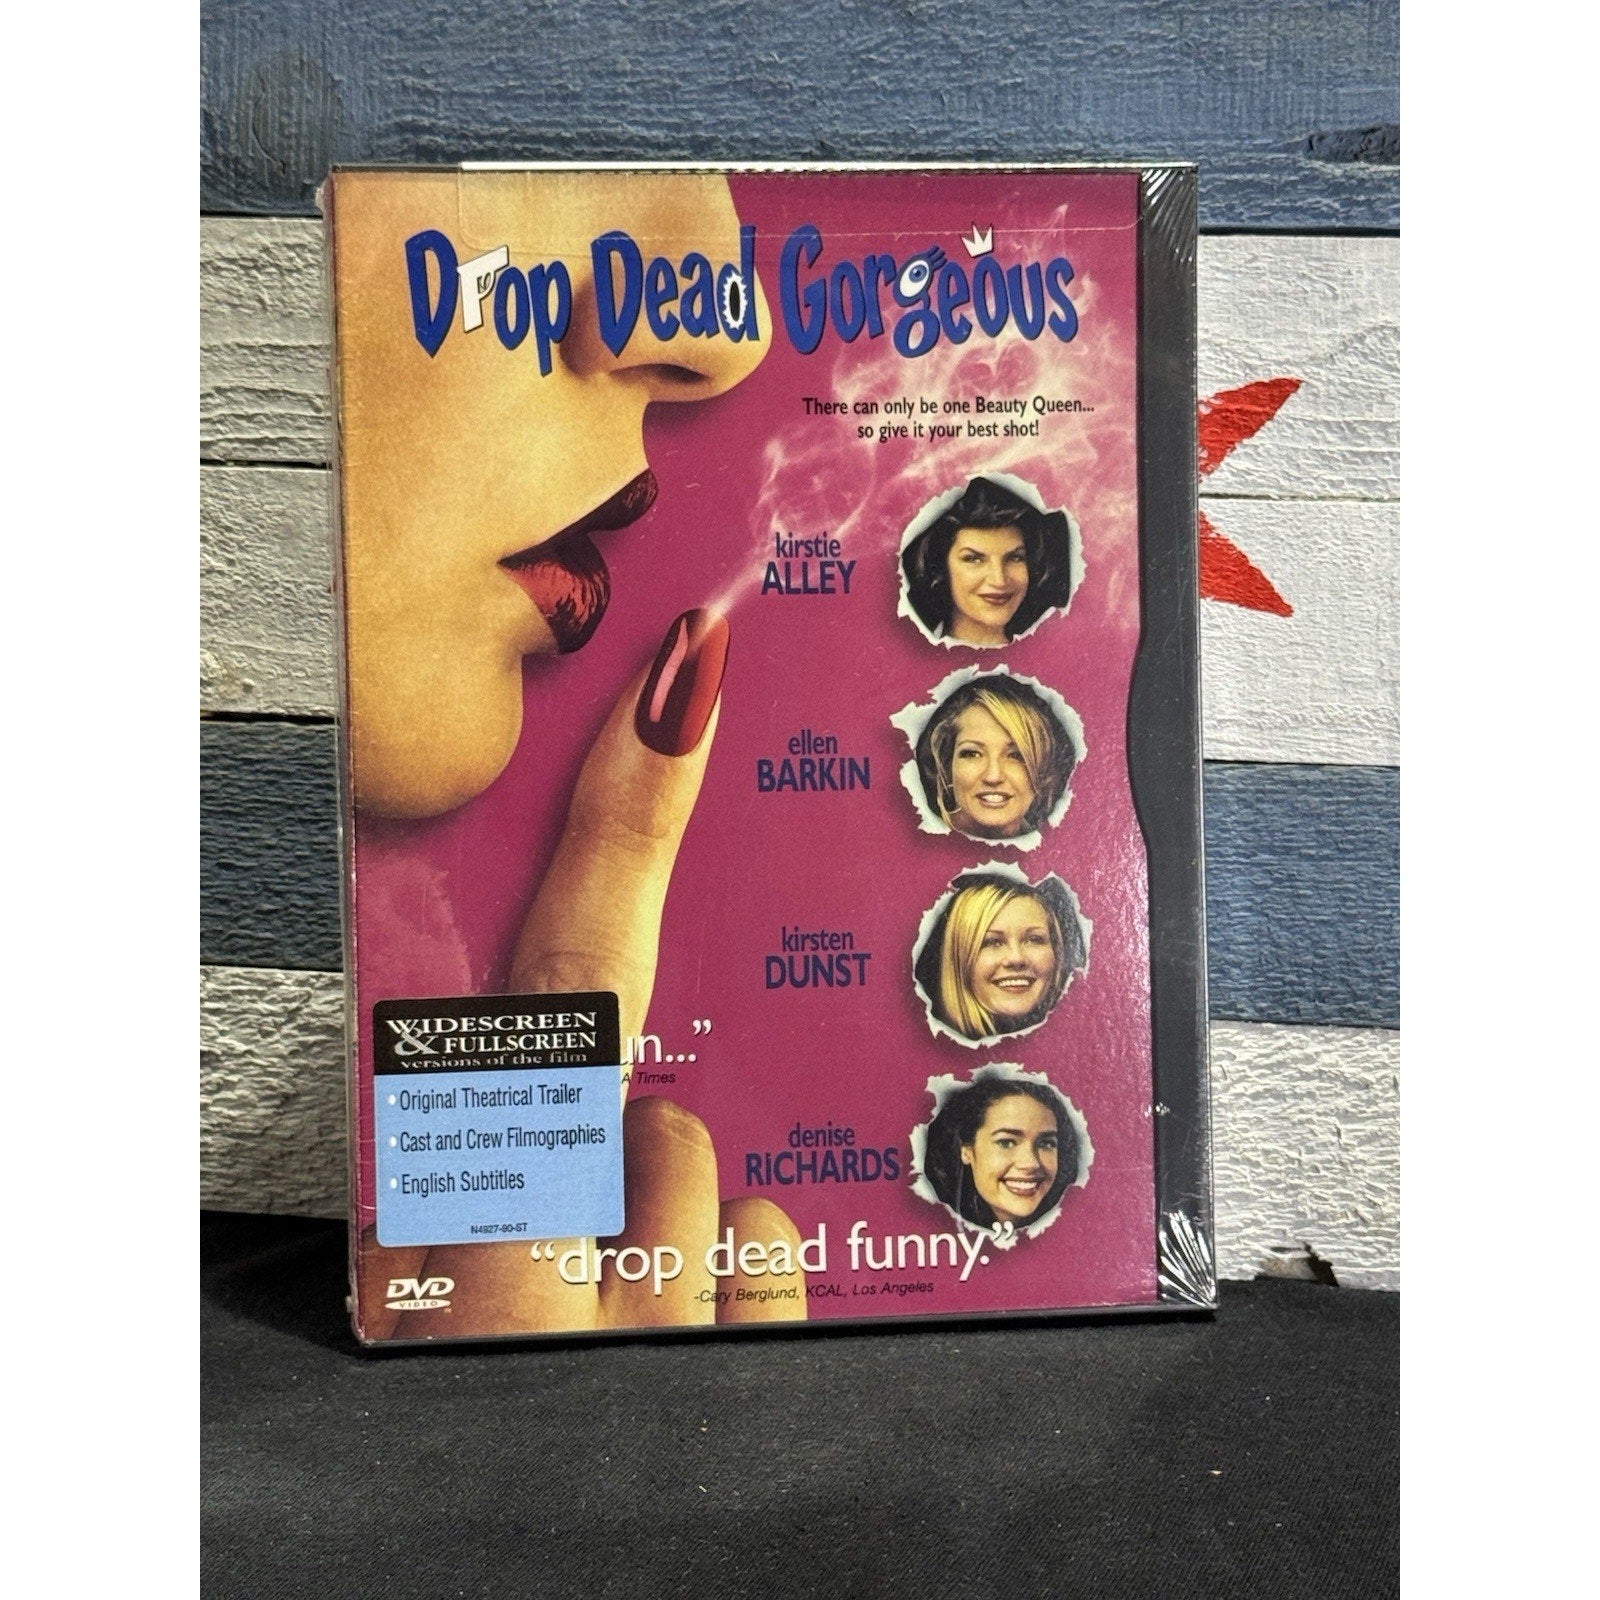 Drop Dead Gorgeous
There can only be one Beauty Queen...
so give it your best shot!
kirstie
ALLEY
ellen
BARKIN
kirsten
DUNST
denise
RiCHARDS
WIDESCREEN
& FULLSCREEN
versions of the film
• Original Theatrical Trailer
• Cast and Crew Filmographies
• English Subtitles
N4927-90-ST
un..."
A Times
"drop dead funny."
-Cary Berglund, KCAL, Los Angeles
DVD
VIDEO